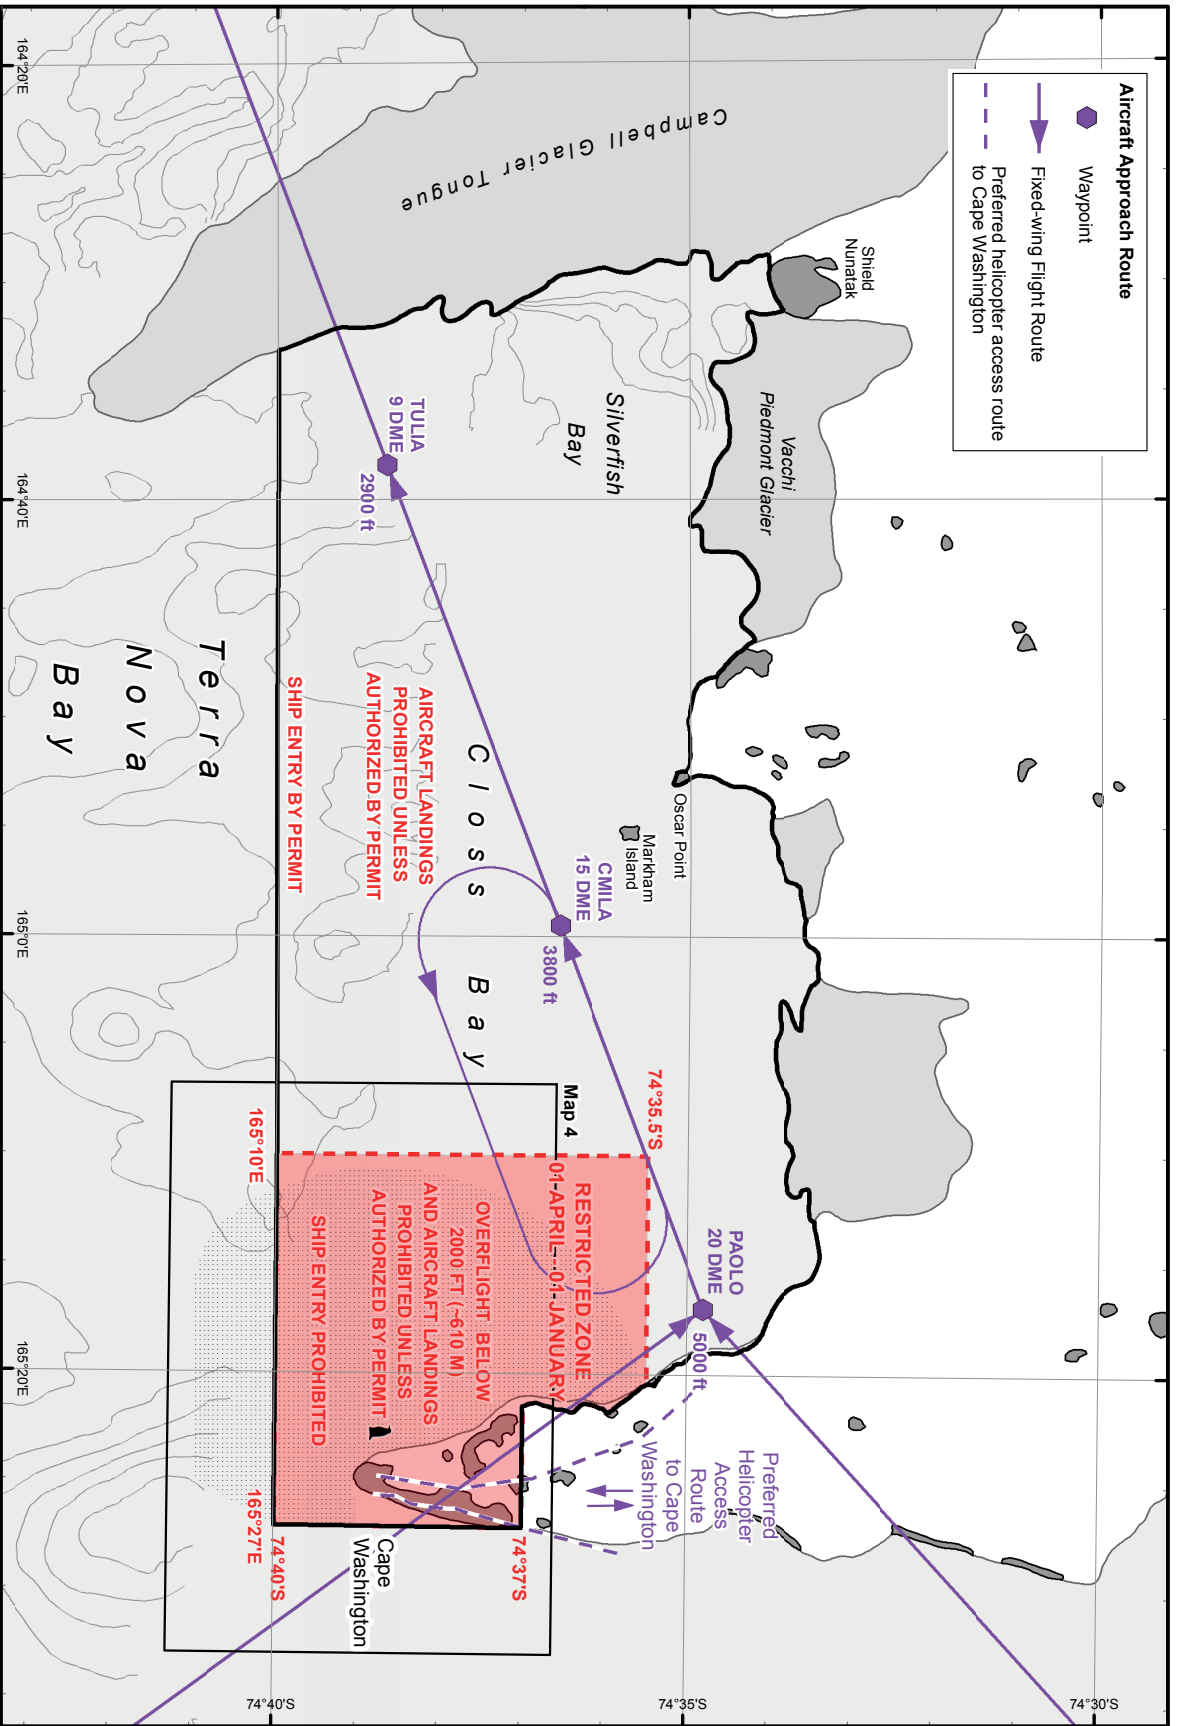 Aircraft Approach Route
Waypoint
Fixed-wing Flight Route
Preferred helicopter access route
to Cape Washington
Campbell Glacier Tongue
Shield
Nunatak
Vacchi
Piedmont Glacier
Silverfish
Bay
TULIA
9 DME
2900 ft
Oscar Point
Markham
Island
CMILA
15 DME
3800 ft
Closs Bay
AIRCRAFT LANDINGS
PROHIBITED UNLESS
AUTHORIZED BY PERMIT
SHIP ENTRY BY PERMIT
Terra
Nova
Bay
PAOLO
20 DME
5000 ft
Map 4
74°35.5'S
165°10'E
RESTRICTED ZONE
01 APRIL - 01 JANUARY
OVERFLIGHT BELOW
2000 FT (~610 M)
AND AIRCRAFT LANDINGS
PROHIBITED UNLESS
AUTHORIZED BY PERMIT
SHIP ENTRY PROHIBITED
Preferred
Helicopter
Access
Route
to Cape
Washington
74°37'S
Cape
Washington
74°40'S
165°27'E
164°20'E
164°40'E
165°0'E
165°20'E
74°40'S
74°35'S
74°30'S